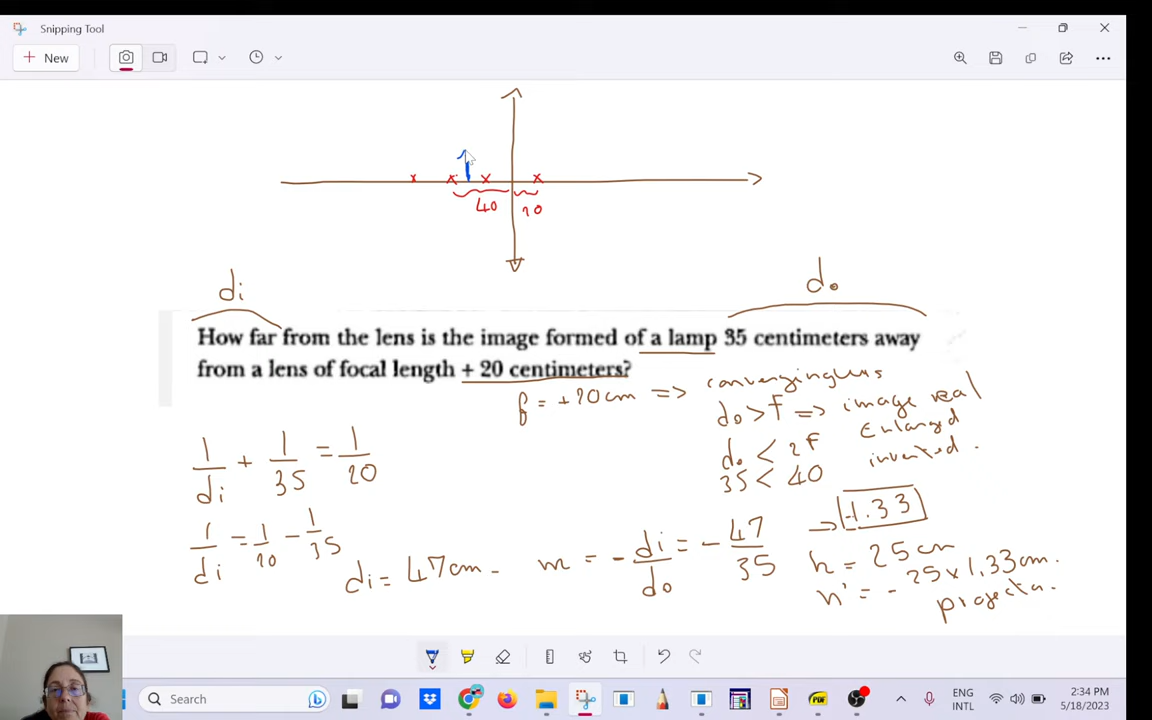 Snipping Tool
New
40
20
di
do
How far from the lens is the image formed of a lamp 35 centimeters away
from a lens of focal length + 20 centimeters?
f = +20cm => converging lens
do > F => image real
Enlarged
inverted.
do < 2F
35 < 40
1/di + 1/35 = 1/20
1/di = 1/20 - 1/35
di = 47cm
m = - di/do = - 47/35 → -1.33
h = 25 cm
h' = - 25 x 1.33 cm.
Search
ENG
INTL
2:34 PM
5/18/2023